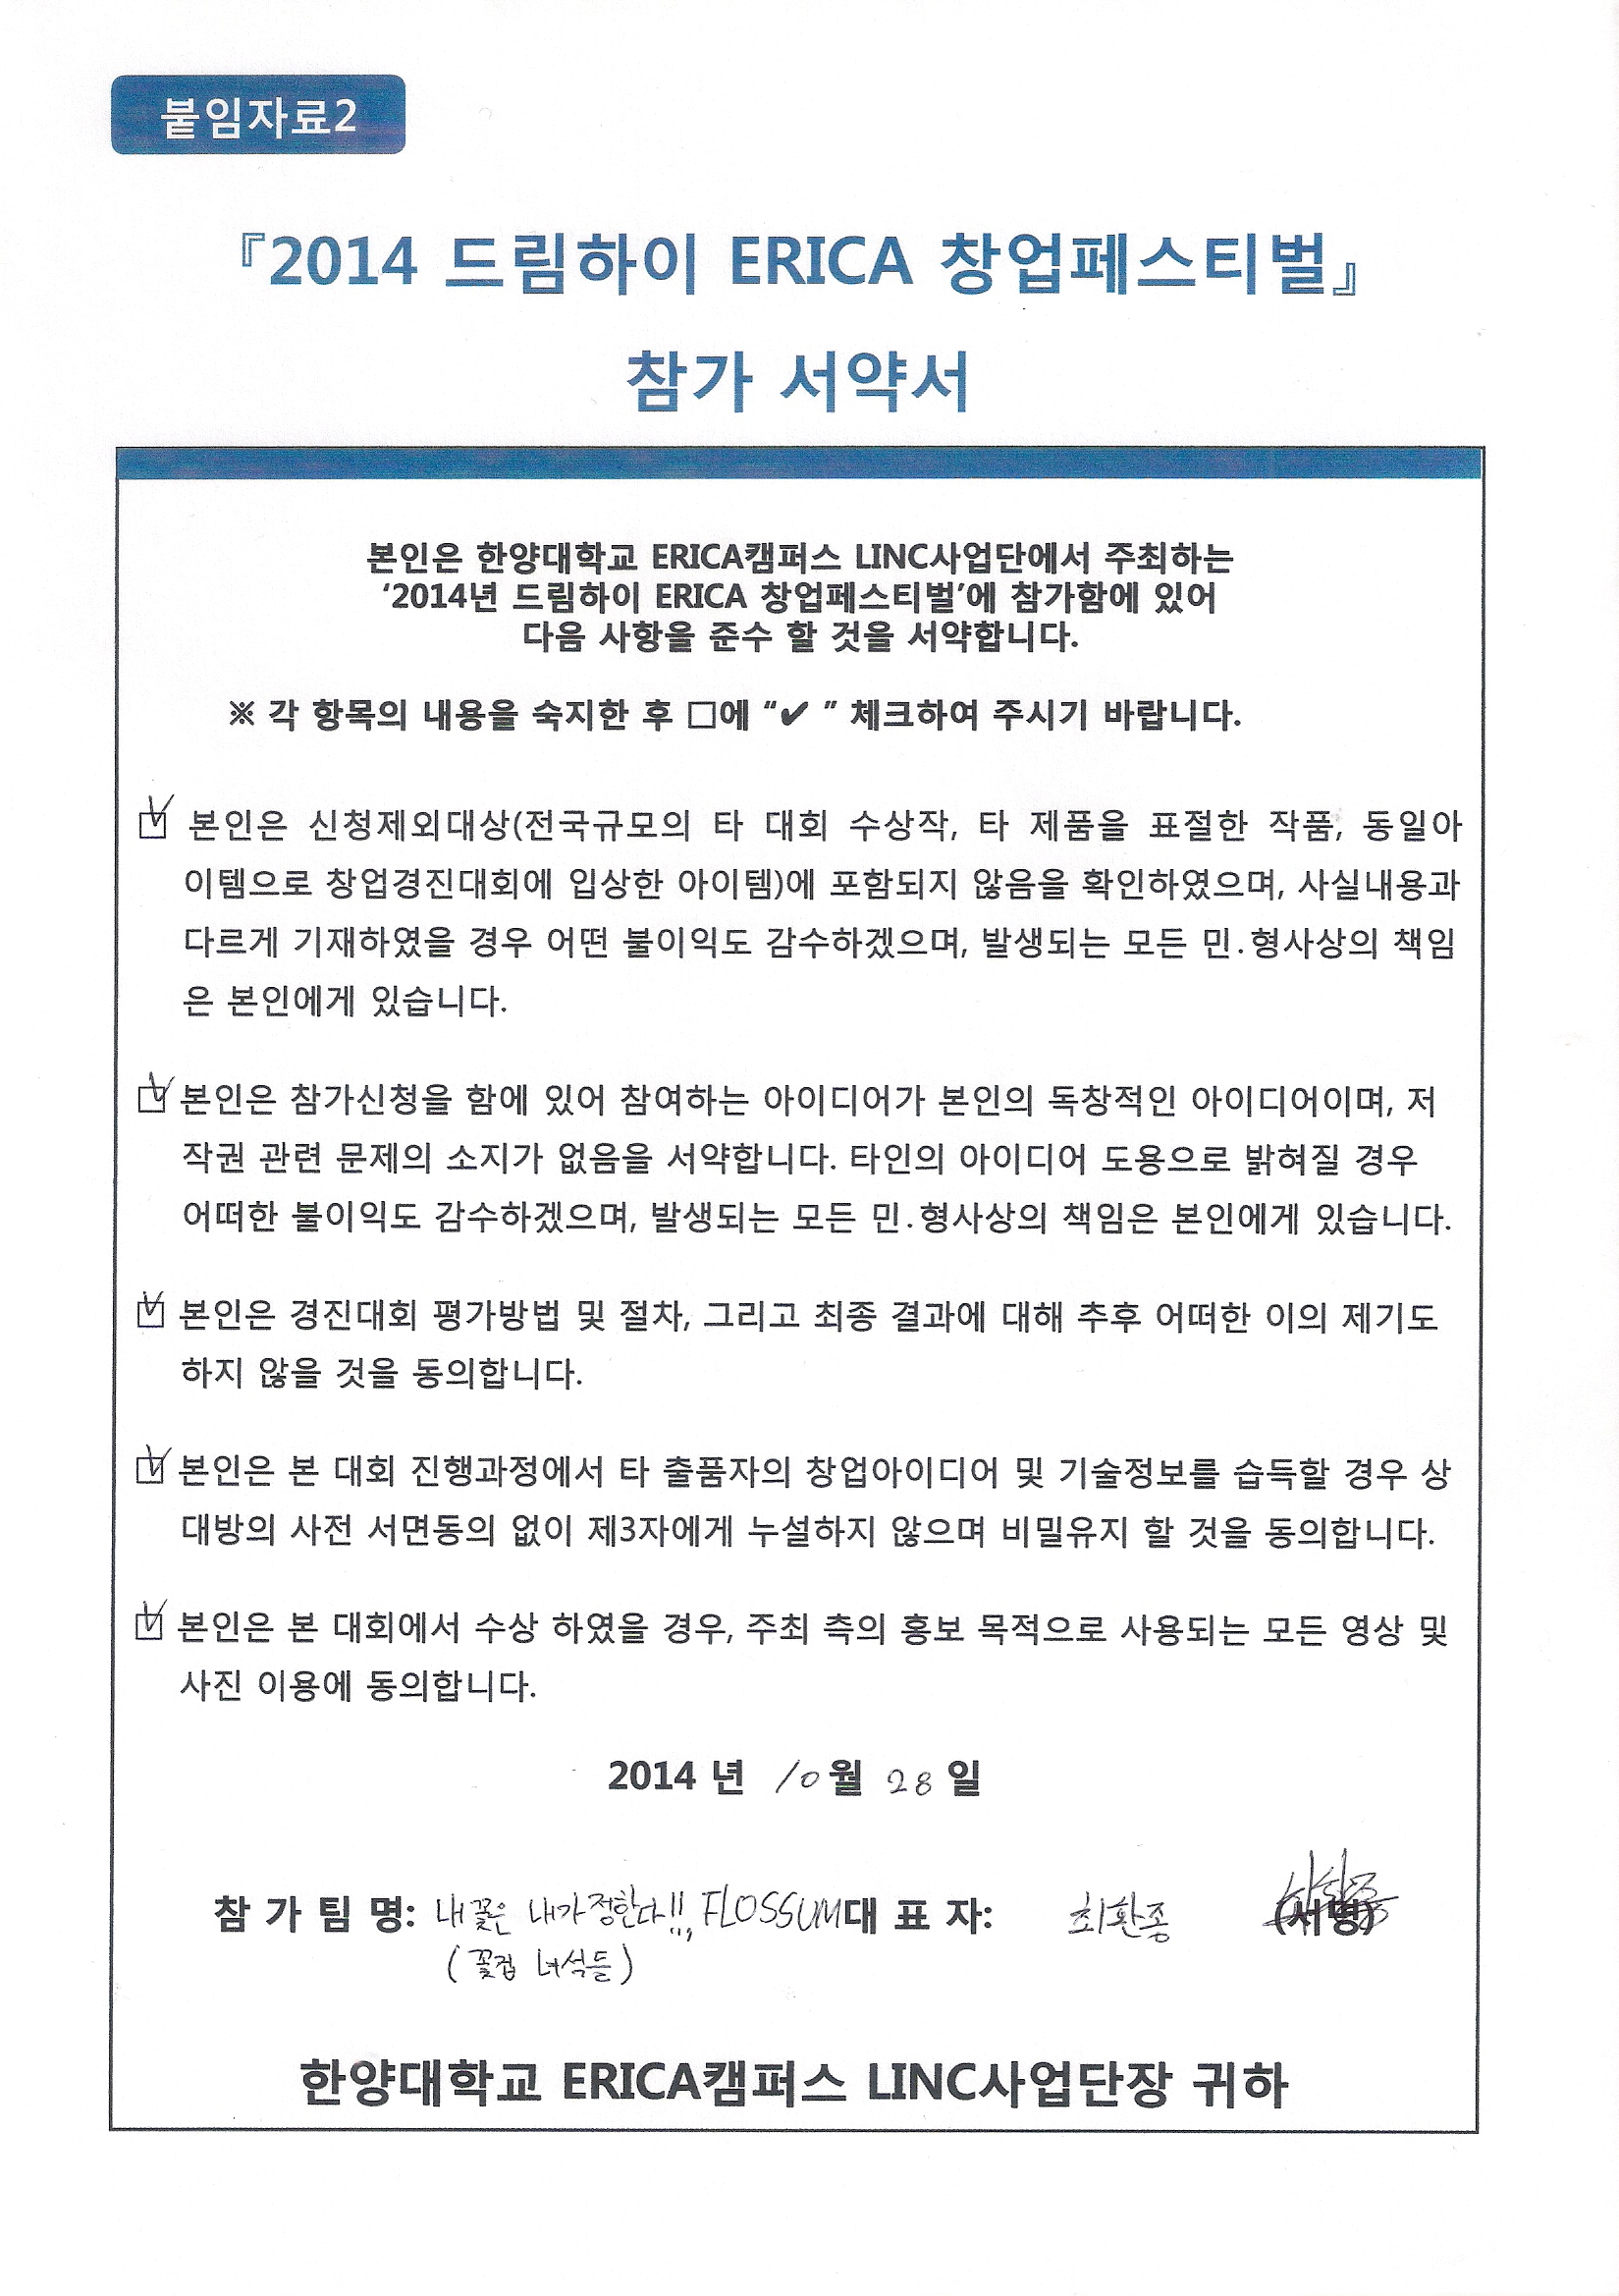 붙임자료2
『2014 드림하이 ERICA 창업페스티벌』
참가 서약서
본인은 한양대학교 ERICA캠퍼스 LINC사업단에서 주최하는
‘2014년 드림하이 ERICA 창업페스티벌’에 참가함에 있어
다음 사항을 준수 할 것을 서약합니다.
※ 각 항목의 내용을 숙지한 후 □에 “✔ ” 체크하여 주시기 바랍니다.
☑ 본인은 신청제외대상(전국규모의 타 대회 수상작, 타 제품을 표절한 작품, 동일아
이템으로 창업경진대회에 입상한 아이템)에 포함되지 않음을 확인하였으며, 사실내용과
다르게 기재하였을 경우 어떤 불이익도 감수하겠으며, 발생되는 모든 민.형사상의 책임
은 본인에게 있습니다.
☑ 본인은 참가신청을 함에 있어 참여하는 아이디어가 본인의 독창적인 아이디어이며, 저
작권 관련 문제의 소지가 없음을 서약합니다. 타인의 아이디어 도용으로 밝혀질 경우
어떠한 불이익도 감수하겠으며, 발생되는 모든 민.형사상의 책임은 본인에게 있습니다.
☑ 본인은 경진대회 평가방법 및 절차, 그리고 최종 결과에 대해 추후 어떠한 이의 제기도
하지 않을 것을 동의합니다.
☑ 본인은 본 대회 진행과정에서 타 출품자의 창업아이디어 및 기술정보를 습득할 경우 상
대방의 사전 서면동의 없이 제3자에게 누설하지 않으며 비밀유지 할 것을 동의합니다.
☑ 본인은 본 대회에서 수상 하였을 경우, 주최 측의 홍보 목적으로 사용되는 모든 영상 및
사진 이용에 동의합니다.
2014 년 10월 28 일
참 가 팀 명: 내 꽃은 내가 정한다!!, FLOSSUM 대 표 자: 최환종 (서명)
(꽃집 녀석들)
한양대학교 ERICA캠퍼스 LINC사업단장 귀하